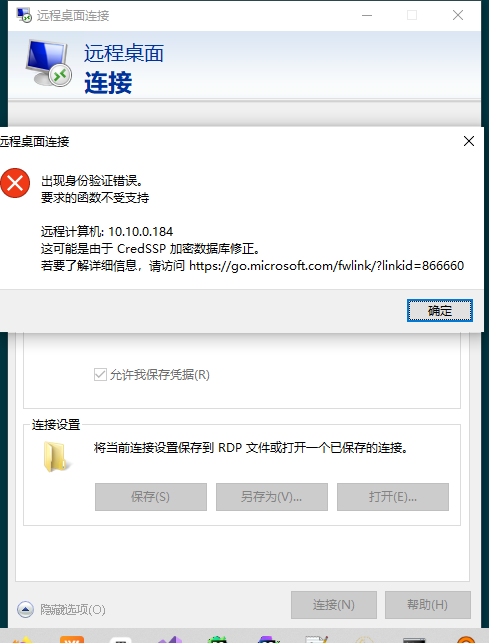 远程桌面连接
远程桌面
连接
远程桌面连接
出现身份验证错误。
要求的函数不受支持
远程计算机: 10.10.0.184
这可能是由于 CredSSP 加密数据库修正。
若要了解详细信息，请访问 https://go.microsoft.com/fwlink/?linkid=866660
确定
允许我保存凭据(R)
连接设置
将当前连接设置保存到 RDP 文件或打开一个已保存的连接。
保存(S)
另存为(V)...
打开(E)...
隐藏选项(O)
连接(N)
帮助(H)